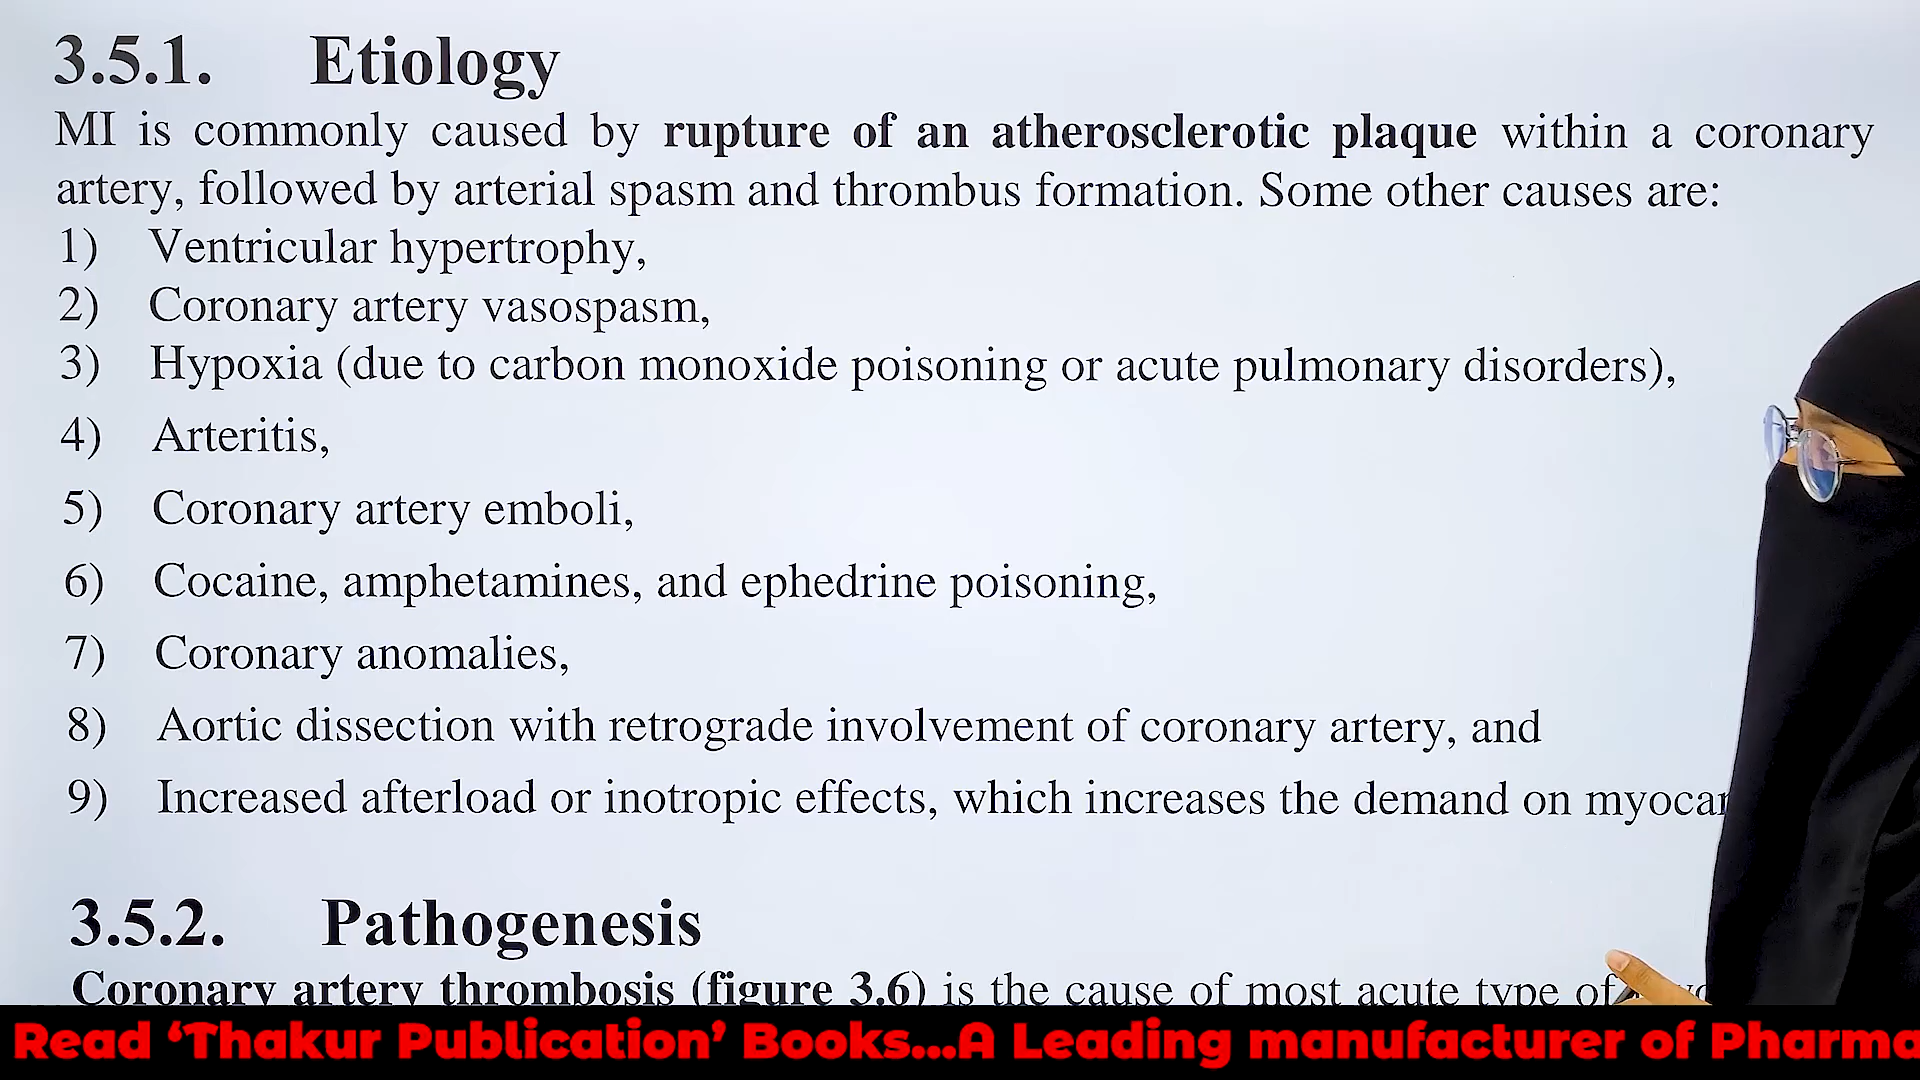 3.5.1. Etiology
MI is commonly caused by rupture of an atherosclerotic plaque within a coronary
artery, followed by arterial spasm and thrombus formation. Some other causes are:
1) Ventricular hypertrophy,
2) Coronary artery vasospasm,
3) Hypoxia (due to carbon monoxide poisoning or acute pulmonary disorders),
4) Arteritis,
5) Coronary artery emboli,
6) Cocaine, amphetamines, and ephedrine poisoning,
7) Coronary anomalies,
8) Aortic dissection with retrograde involvement of coronary artery, and
9) Increased afterload or inotropic effects, which increases the demand on
3.5.2. Pathogenesis
Coronary artery thrombosis (figure 3.6) is the cause of most acute type of
Read ‘Thakur Publication’ Books...A Leading manufacturer of Pharma